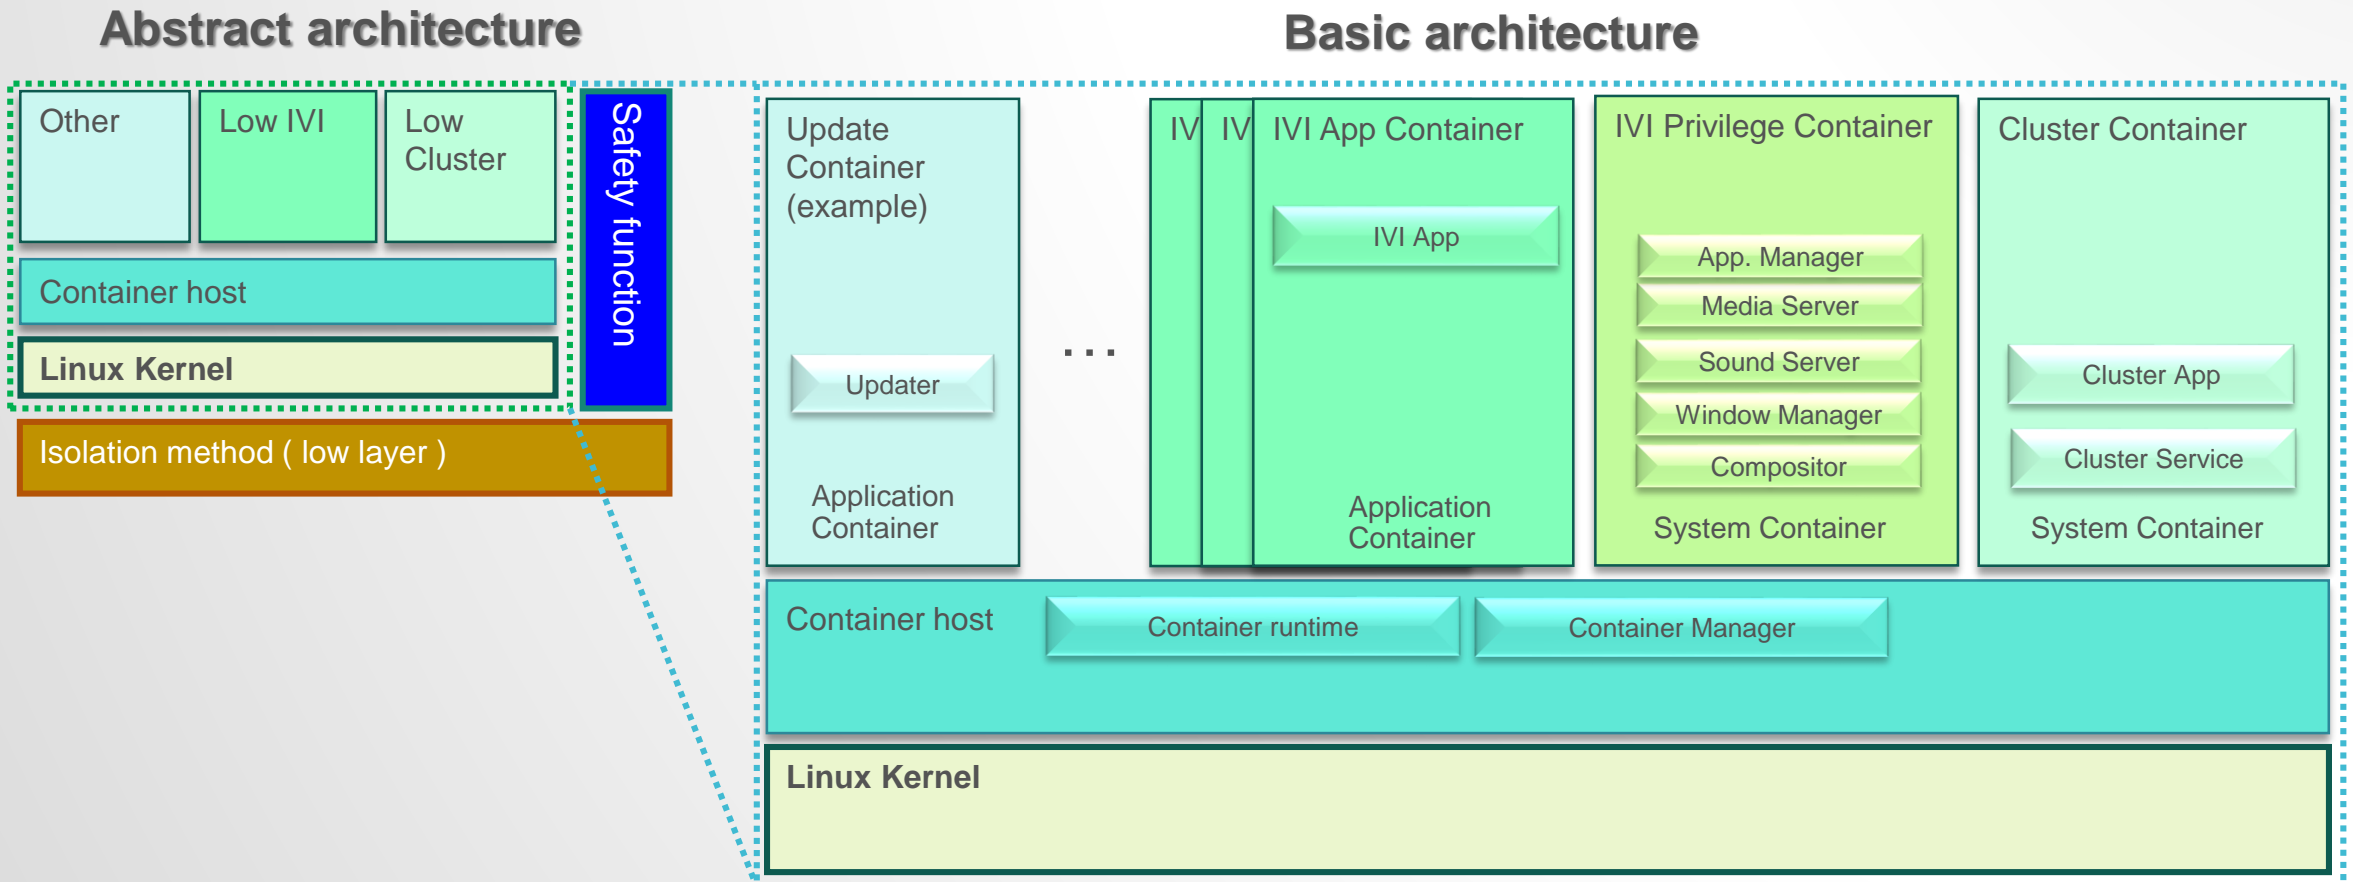 Abstract architecture
Other
Low IVI
Low
Cluster
Safety function
Container host
Linux Kernel
Isolation method ( low layer )
Basic architecture
Update
Container
(example)
Updater
Application
Container
...
IV
IV
IVI App Container
IVI App
Application
Container
IVI Privilege Container
App. Manager
Media Server
Sound Server
Window Manager
Compositor
System Container
Cluster Container
Cluster App
Cluster Service
System Container
Container host
Container runtime
Container Manager
Linux Kernel